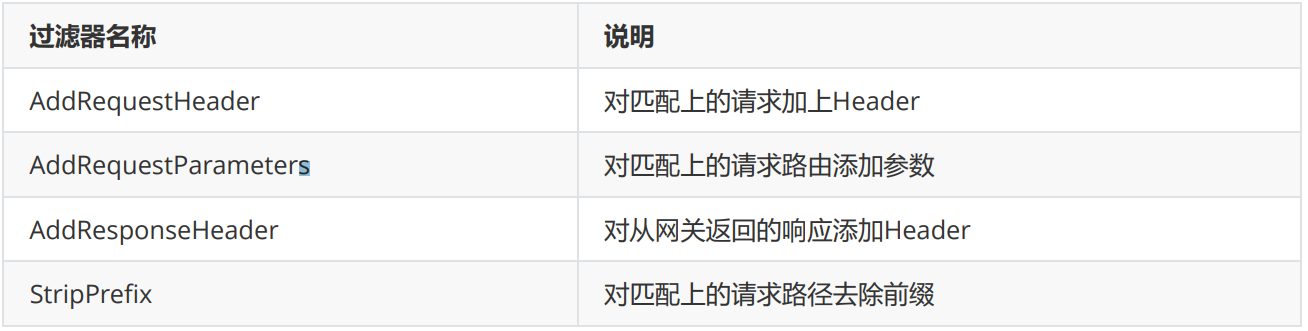 过滤器名称 说明
AddRequestHeader 对匹配上的请求加上Header
AddRequestParameters 对匹配上的请求路由添加参数
AddResponseHeader 对从网关返回的响应添加Header
StripPrefix 对匹配上的请求路径去除前缀